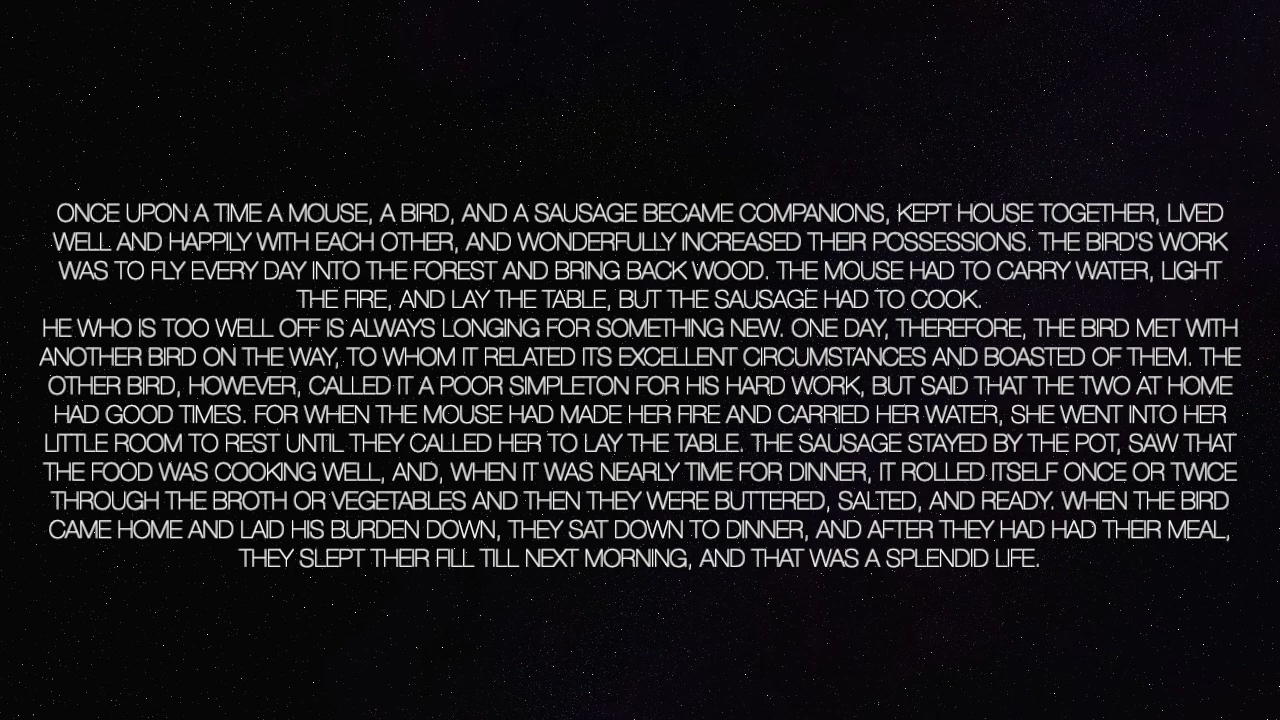 ONCE UPON A TIME A MOUSE, A BIRD, AND A SAUSAGE BECAME COMPANIONS, KEPT HOUSE TOGETHER, LIVED
WELL AND HAPPILY WITH EACH OTHER, AND WONDERFULLY INCREASED THEIR POSSESSIONS. THE BIRD'S WORK
WAS TO FLY EVERY DAY INTO THE FOREST AND BRING BACK WOOD. THE MOUSE HAD TO CARRY WATER, LIGHT
THE FIRE, AND LAY THE TABLE, BUT THE SAUSAGE HAD TO COOK.
HE WHO IS TOO WELL OFF IS ALWAYS LONGING FOR SOMETHING NEW. ONE DAY, THEREFORE, THE BIRD MET WITH
ANOTHER BIRD ON THE WAY, TO WHOM IT RELATED ITS EXCELLENT CIRCUMSTANCES AND BOASTED OF THEM. THE
OTHER BIRD, HOWEVER, CALLED IT A POOR SIMPLETON FOR HIS HARD WORK, BUT SAID THAT THE TWO AT HOME
HAD GOOD TIMES. FOR WHEN THE MOUSE HAD MADE HER FIRE AND CARRIED HER WATER, SHE WENT INTO HER
LITTLE ROOM TO REST UNTIL THEY CALLED HER TO LAY THE TABLE. THE SAUSAGE STAYED BY THE POT, SAW THAT
THE FOOD WAS COOKING WELL, AND, WHEN IT WAS NEARLY TIME FOR DINNER, IT ROLLED ITSELF ONCE OR TWICE
THROUGH THE BROTH OR VEGETABLES AND THEN THEY WERE BUTTERED, SALTED, AND READY. WHEN THE BIRD
CAME HOME AND LAID HIS BURDEN DOWN, THEY SAT DOWN TO DINNER, AND AFTER THEY HAD HAD THEIR MEAL,
THEY SLEPT THEIR FILL TILL NEXT MORNING, AND THAT WAS A SPLENDID LIFE.